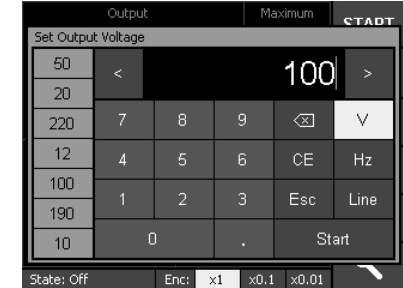 Output Maximum START
Set Output Voltage
50 < 100 >
20
220 7 8 9 V
12 4 5 6 CE Hz
100
190 1 2 3 Esc Line
10 0 . Start
State: Off Enc: x1 x0.1 x0.01